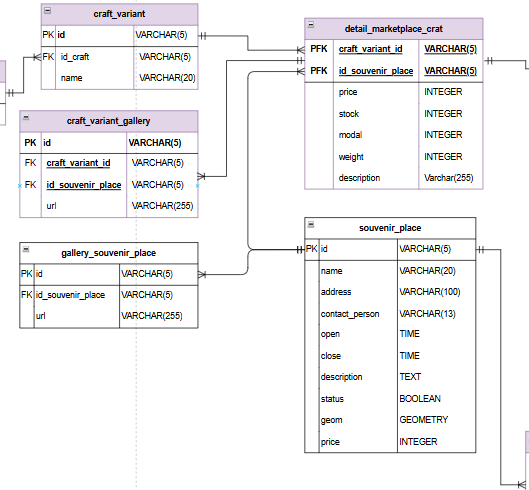 craft_variant
PK id VARCHAR(5)
FK id_craft VARCHAR(5)
name VARCHAR(20)
detail_marketplace_crat
PFK craft_variant_id VARCHAR(5)
PFK id_souvenir_place VARCHAR(5)
price INTEGER
stock INTEGER
modal INTEGER
weight INTEGER
description Varchar(255)
craft_variant_gallery
PK id VARCHAR(5)
FK craft_variant_id VARCHAR(5)
FK id_souvenir_place VARCHAR(5)
url VARCHAR(255)
gallery_souvenir_place
PK id VARCHAR(5)
FK id_souvenir_place VARCHAR(5)
url VARCHAR(255)
souvenir_place
PK id VARCHAR(5)
name VARCHAR(20)
address VARCHAR(100)
contact_person VARCHAR(13)
open TIME
close TIME
description TEXT
status BOOLEAN
geom GEOMETRY
price INTEGER